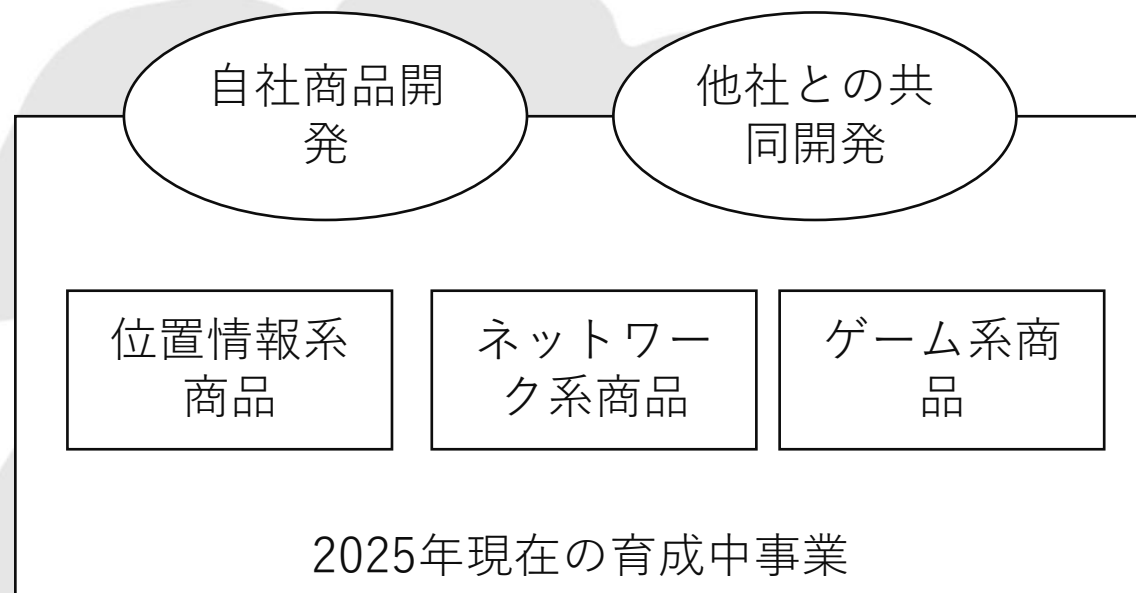 自社商品開
発
他社との共
同開発
位置情報系
商品
ネットワー
ク系商品
ゲーム系商
品
2025年現在の育成中事業